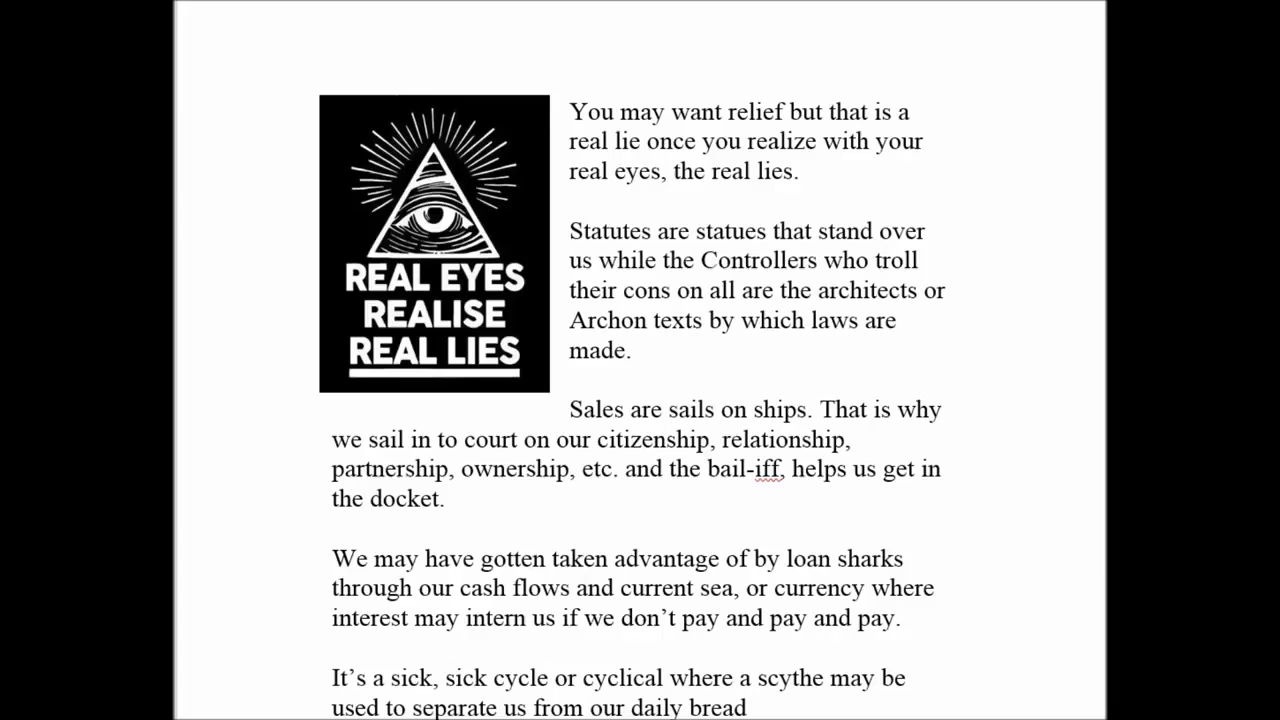 REAL EYES
REALISE
REAL LIES
You may want relief but that is a
real lie once you realize with your
real eyes, the real lies.
Statutes are statues that stand over
us while the Controllers who troll
their cons on all are the architects or
Archon texts by which laws are
made.
Sales are sails on ships. That is why
we sail in to court on our citizenship, relationship,
partnership, ownership, etc. and the bail-iff, helps us get in
the docket.
We may have gotten taken advantage of by loan sharks
through our cash flows and current sea, or currency where
interest may intern us if we don’t pay and pay and pay.
It’s a sick, sick cycle or cyclical where a scythe may be
used to separate us from our daily bread